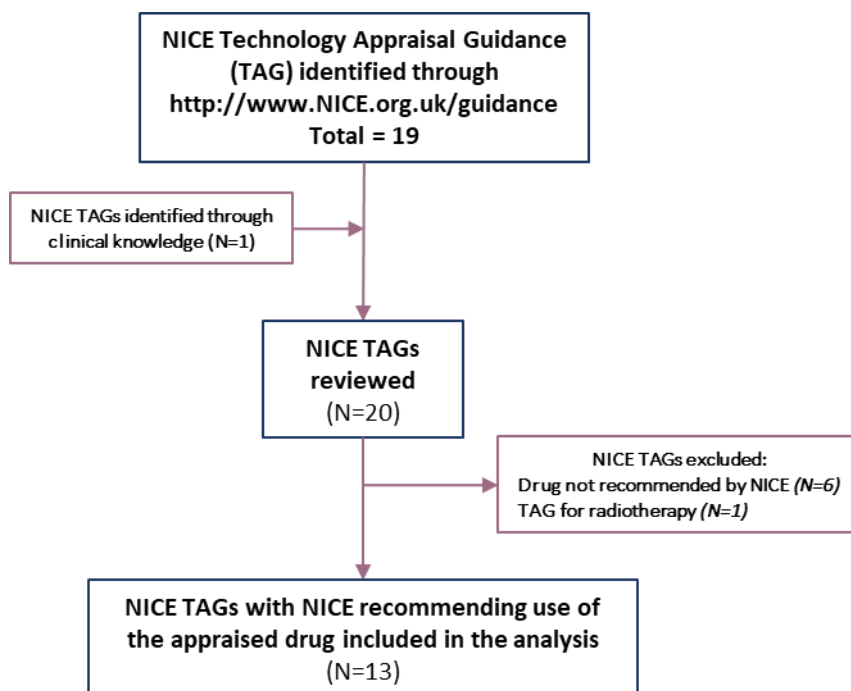 NICE Technology Appraisal Guidance
(TAG) identified through
http://www.NICE.org.uk/guidance
Total = 19
NICE TAGs identified through
clinical knowledge (N=1)
NICE TAGs
reviewed
(N=20)
NICE TAGs excluded:
Drug not recommended by NICE (N=6)
TAG for radiotherapy (N=1)
NICE TAGs with NICE recommending use of
the appraised drug included in the analysis
(N=13)